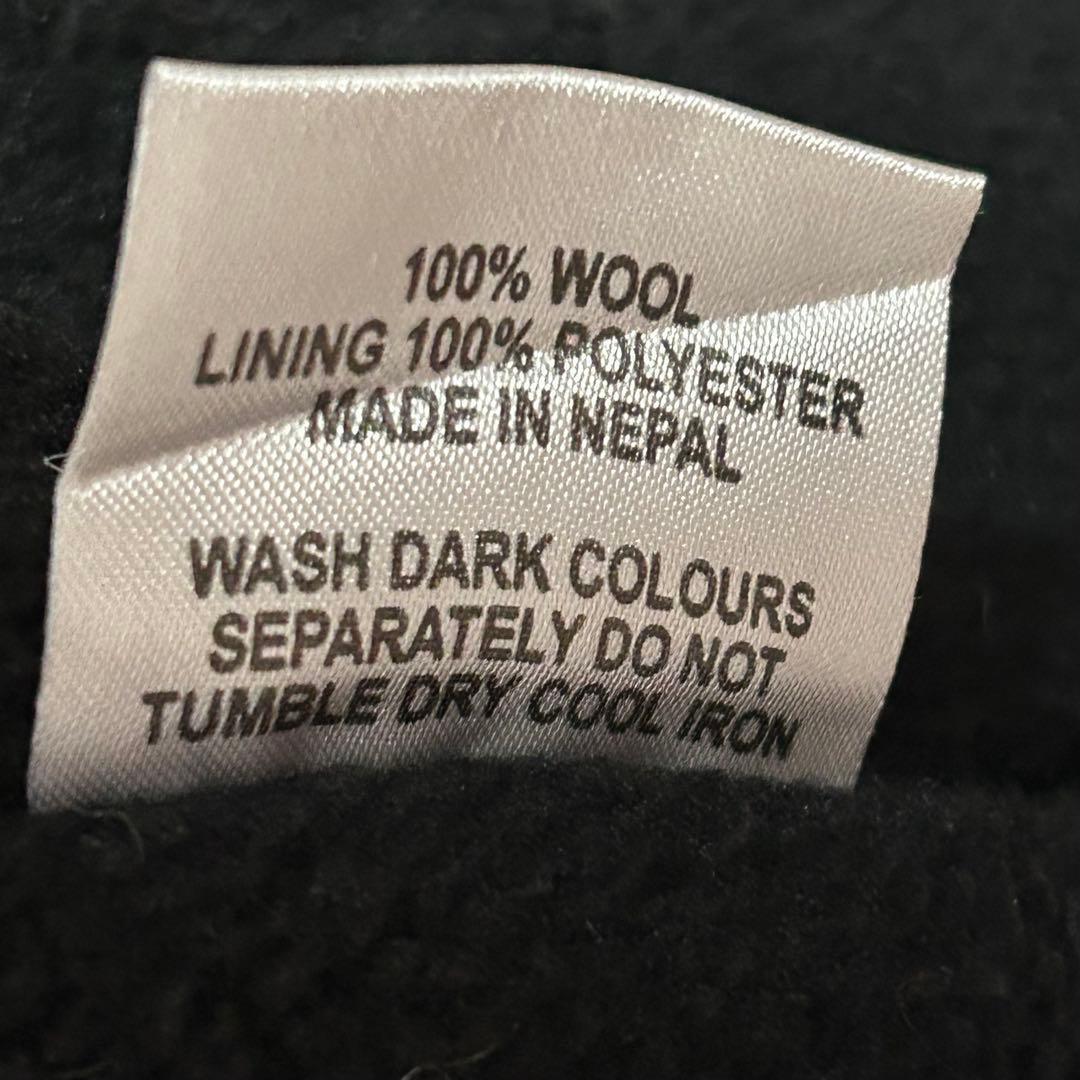 100% WOOL
LINING 100% POLYESTER
MADE IN NEPAL
WASH DARK COLOURS
SEPARATELY DO NOT
TUMBLE DRY COOL IRON